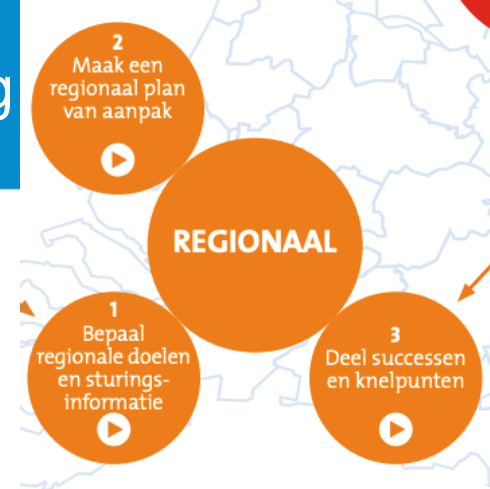 g
2
Maak een
regionaal plan
van aanpak
REGIONAAL
1
Bepaal
regionale doelen
en sturings-
informatie
3
Deel successen
en knelpunten